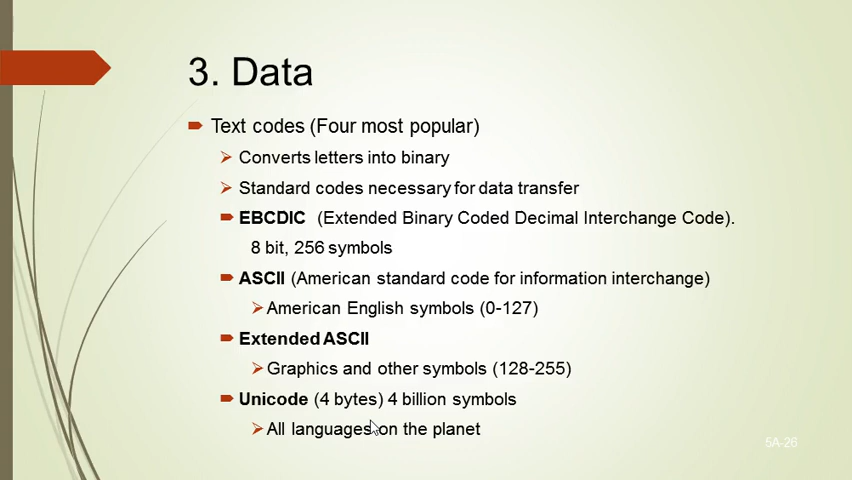 3. Data
Text codes (Four most popular)
Converts letters into binary
Standard codes necessary for data transfer
EBCDIC (Extended Binary Coded Decimal Interchange Code).
8 bit, 256 symbols
ASCII (American standard code for information interchange)
American English symbols (0-127)
Extended ASCII
Graphics and other symbols (128-255)
Unicode (4 bytes) 4 billion symbols
All languages on the planet
5A-26